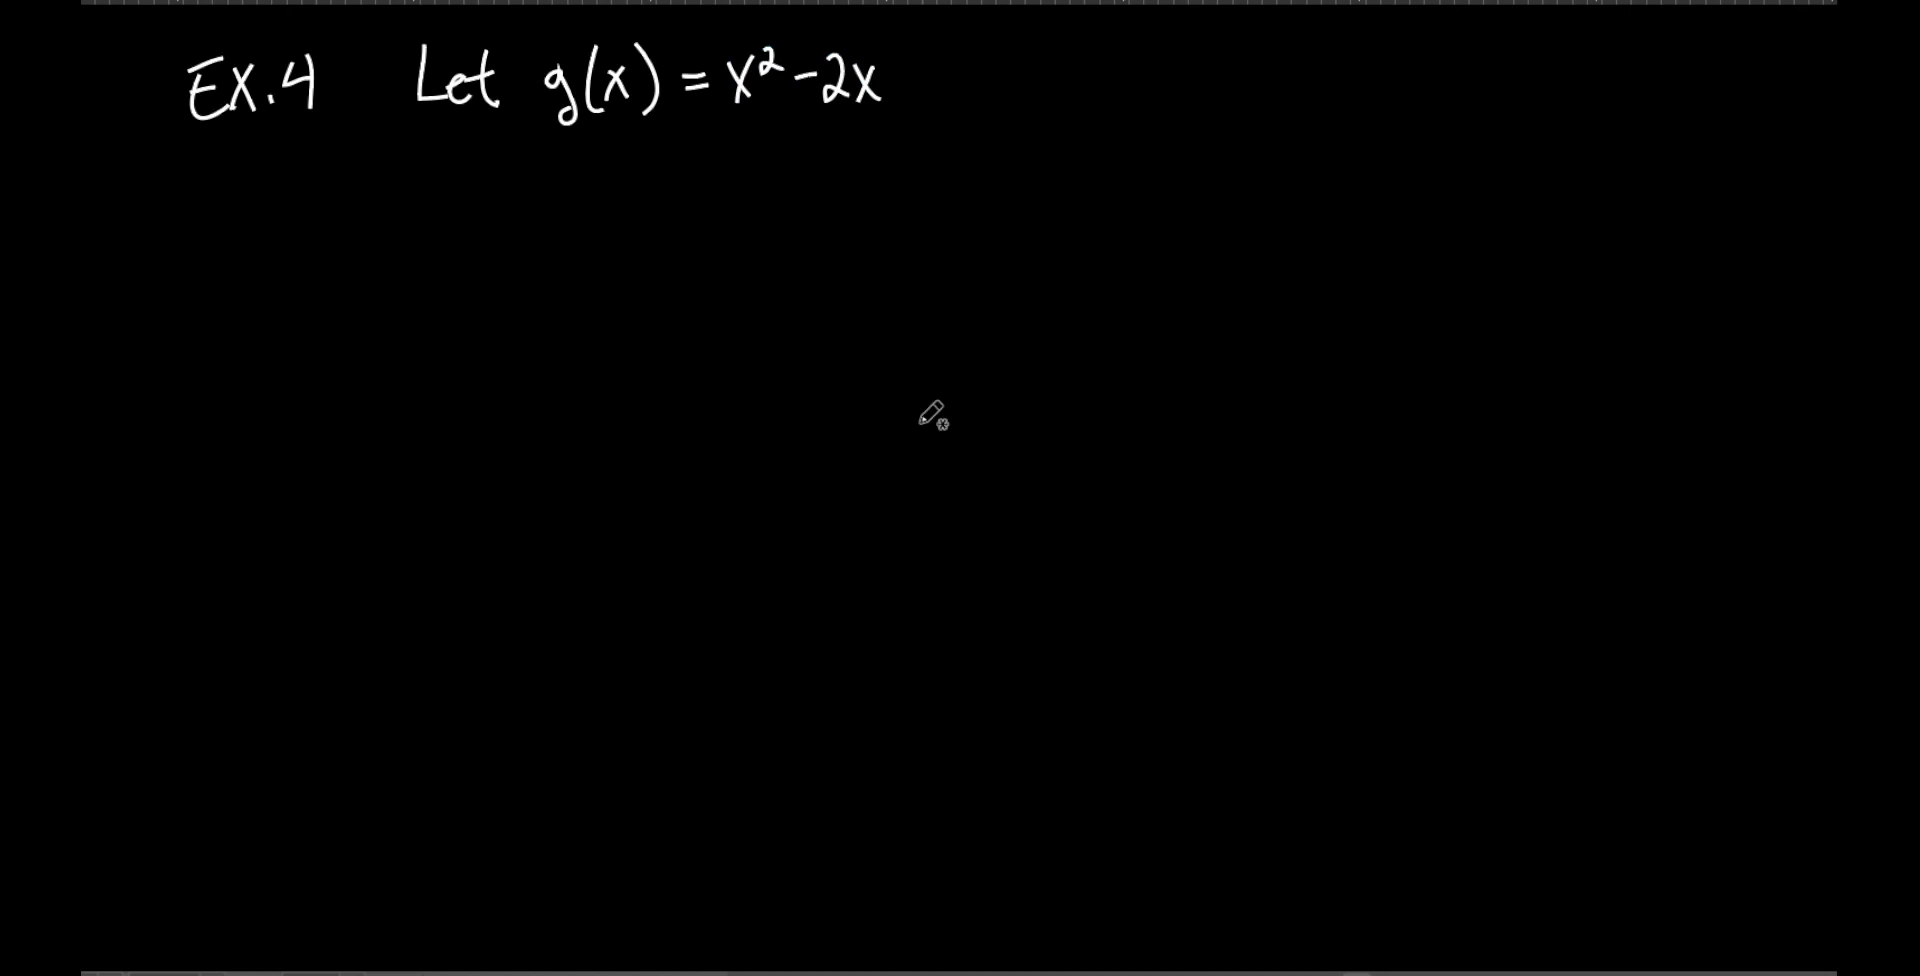 Ex.4 Let g(x) = x² - 2x